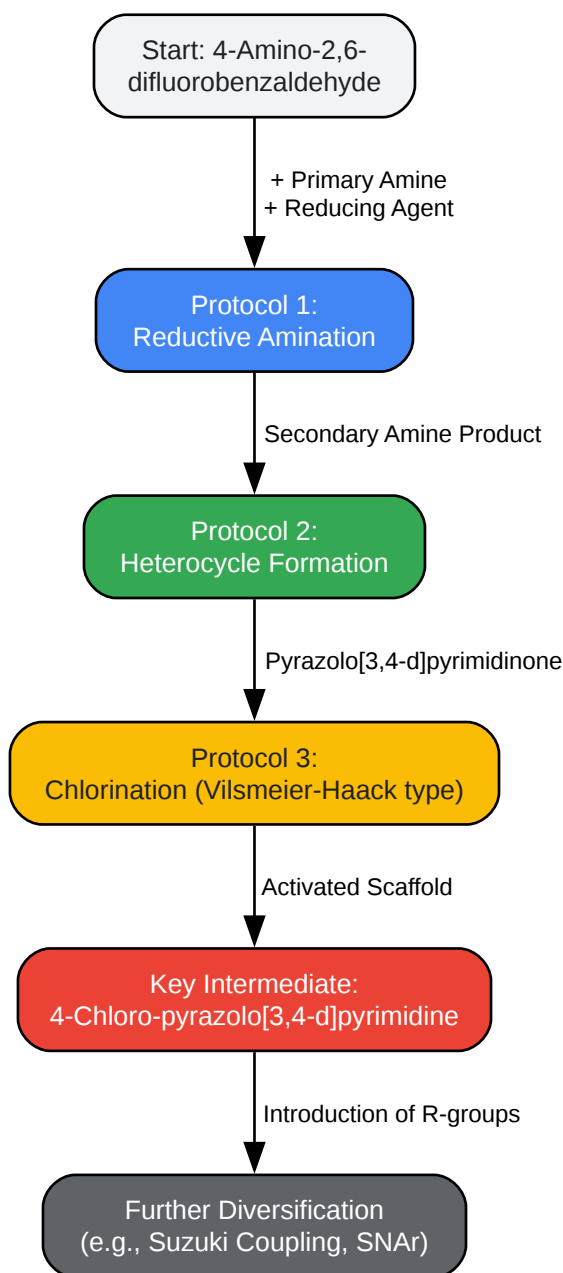 Start: 4-Amino-2,6-
difluorobenzaldehyde
+ Primary Amine
+ Reducing Agent
Protocol 1:
Reductive Amination
Secondary Amine Product
Protocol 2:
Heterocycle Formation
Pyrazolo[3,4-d]pyrimidinone
Protocol 3:
Chlorination (Vilsmeier-Haack type)
Activated Scaffold
Key Intermediate:
4-Chloro-pyrazolo[3,4-d]pyrimidine
Introduction of R-groups
Further Diversification
(e.g., Suzuki Coupling, SNAr)